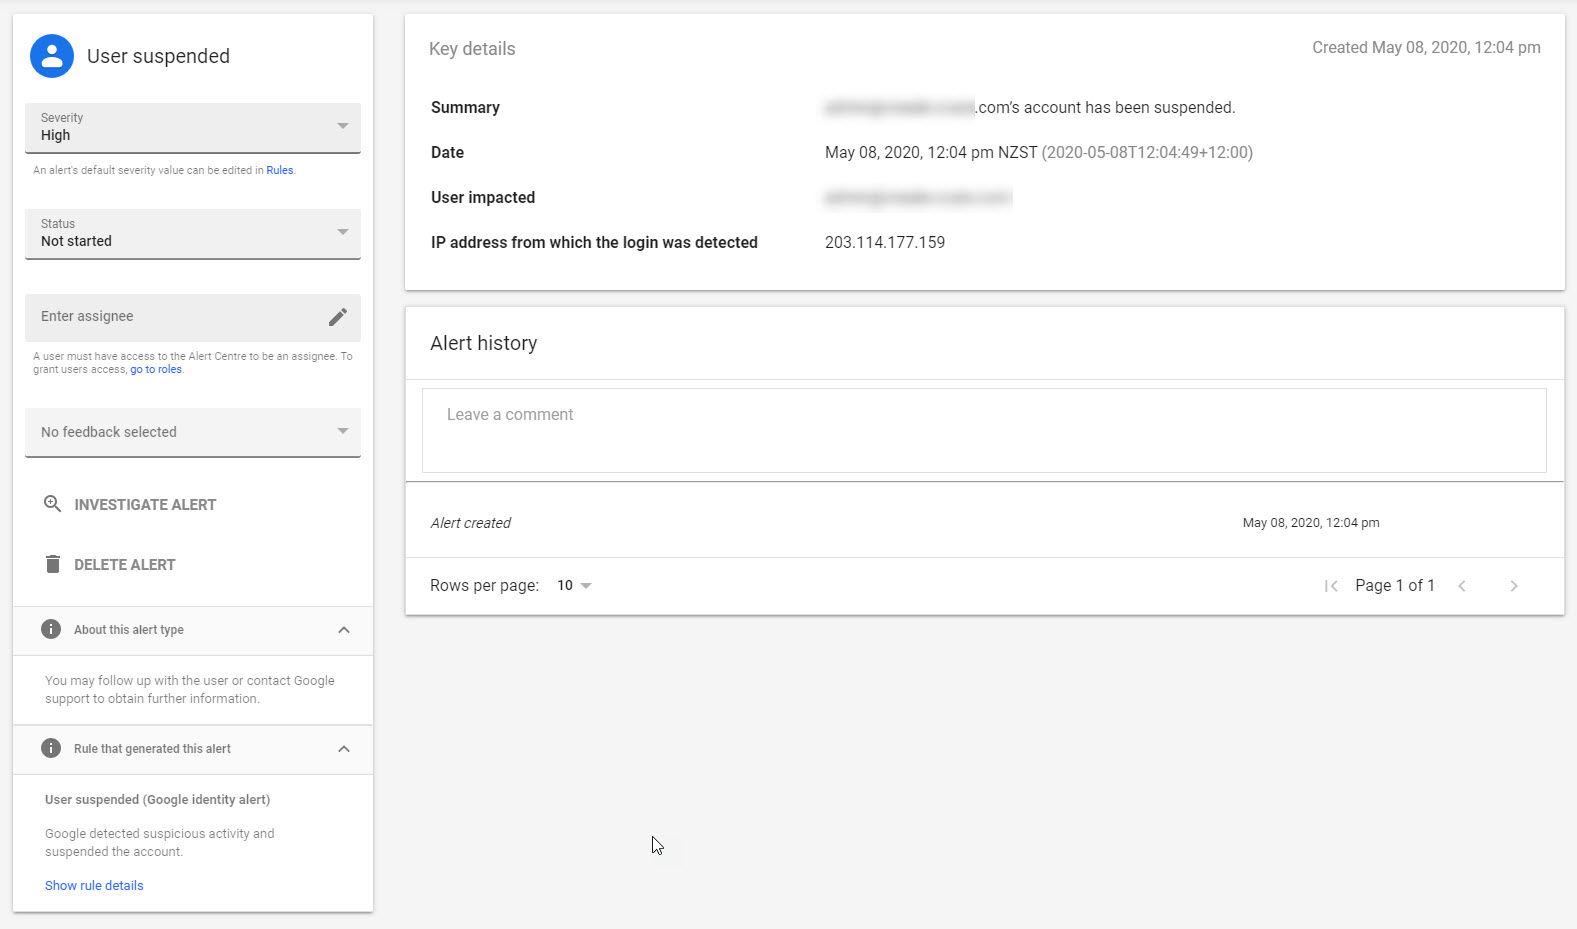 User suspended
Severity
High
An alert's default severity value can be edited in Rules.
Status
Not started
Enter assignee
A user must have access to the Alert Centre to be an assignee. To
grant users access, go to roles.
No feedback selected
INVESTIGATE ALERT
DELETE ALERT
About this alert type
You may follow up with the user or contact Google
support to obtain further information.
Rule that generated this alert
User suspended (Google identity alert)
Google detected suspicious activity and
suspended the account.
Show rule details
Key details
Created May 08, 2020, 12:04 pm
Summary
.com’s account has been suspended.
Date
May 08, 2020, 12:04 pm NZST (2020-05-08T12:04:49+12:00)
User impacted
IP address from which the login was detected
203.114.177.159
Alert history
Leave a comment
Alert created
May 08, 2020, 12:04 pm
Rows per page: 10
Page 1 of 1